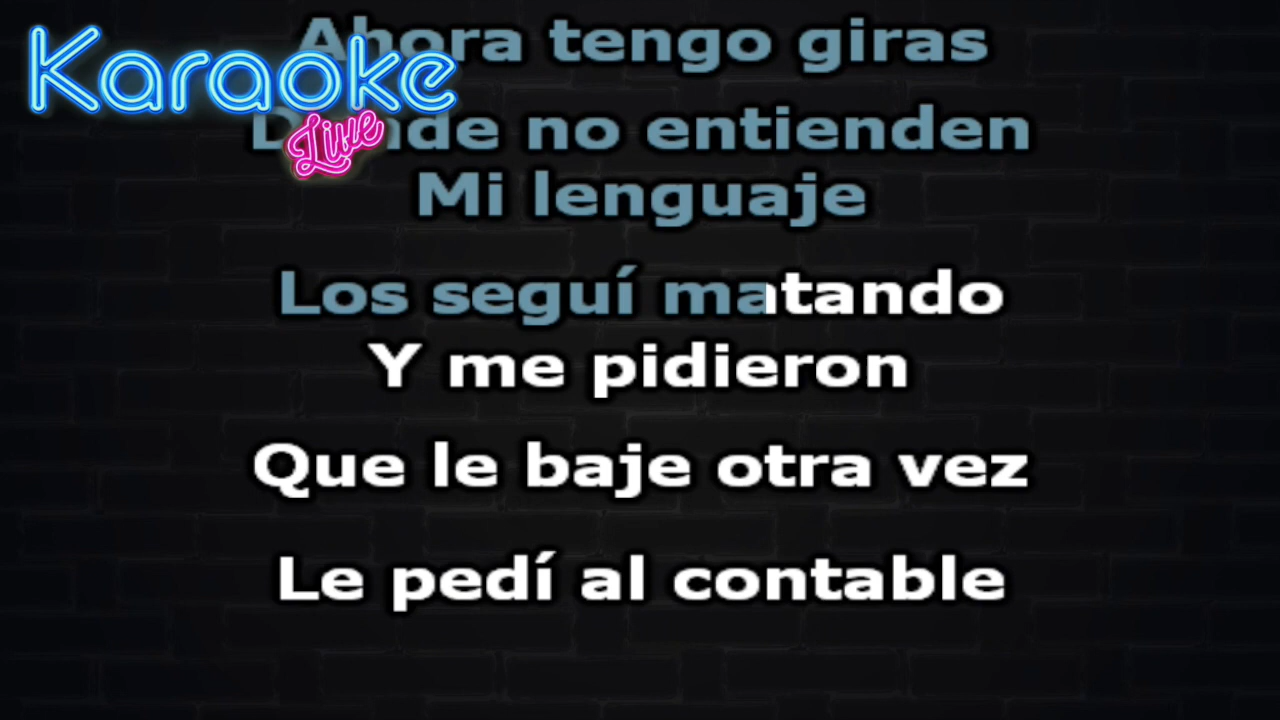 Karaoke
Live
Ahora tengo giras
Donde no entienden
Mi lenguaje
Los seguí matando
Y me pidieron
Que le baje otra vez
Le pedí al contable